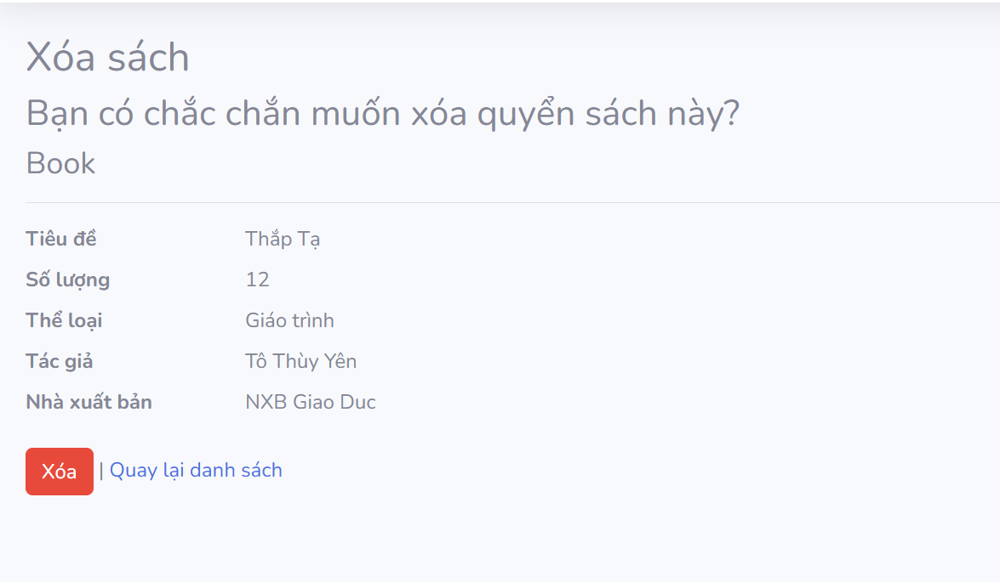 Xóa sách
Bạn có chắc chắn muốn xóa quyển sách này?
Book
Tiêu đề Thắp Tạ
Số lượng 12
Thể loại Giáo trình
Tác giả Tô Thùy Yên
Nhà xuất bản NXB Giao Duc
Xóa | Quay lại danh sách